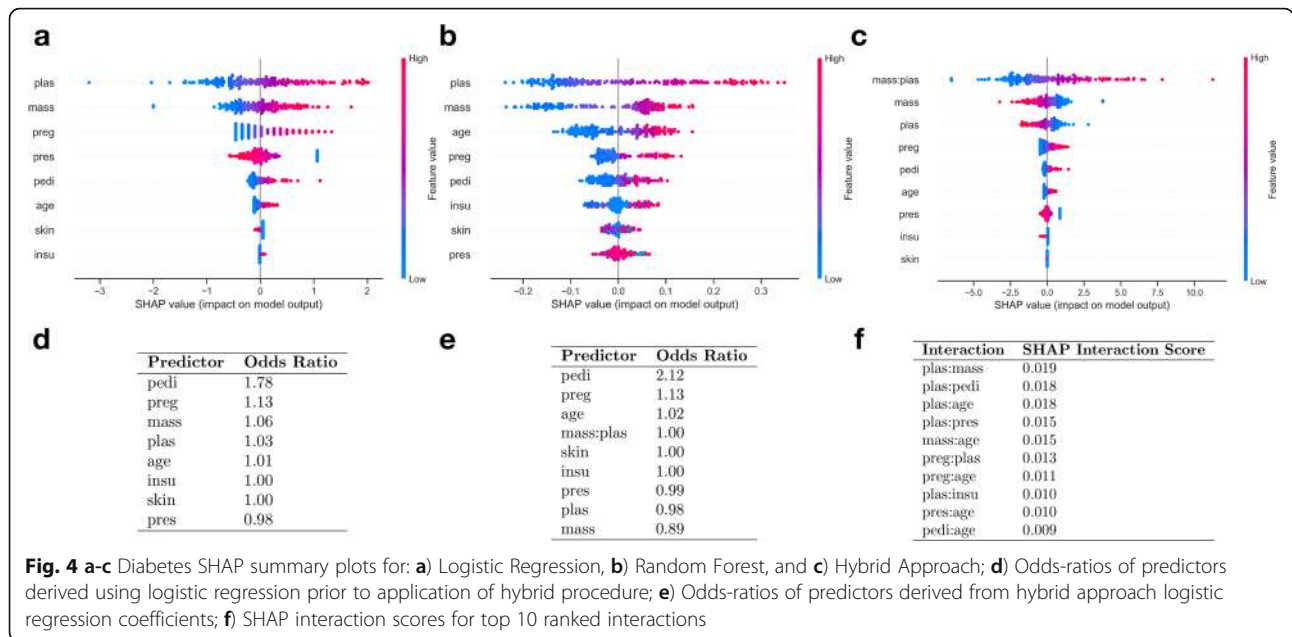 a
High
plas
mass
preg
pres
pedi
age
skin
insu
Feature value
Low
−3 −2 −1 0 1 2
SHAP value (impact on model output)
b
High
plas
mass
age
preg
pedi
insu
skin
pres
Feature value
Low
−0.2 −0.1 0.0 0.1 0.2 0.3
SHAP value (impact on model output)
c
High
mass:plas
mass
plas
preg
pedi
age
pres
insu
skin
Feature value
Low
−5.0 −2.5 0.0 2.5 5.0 7.5 10.0
SHAP value (impact on model output)
d
Predictor Odds Ratio
pedi 1.78
preg 1.13
mass 1.06
plas 1.03
age 1.01
insu 1.00
skin 1.00
pres 0.98
e
Predictor Odds Ratio
pedi 2.12
preg 1.13
age 1.02
mass:plas 1.00
skin 1.00
insu 1.00
pres 0.99
plas 0.98
mass 0.89
f
Interaction SHAP Interaction Score
plas:mass 0.019
plas:pedi 0.018
plas:age 0.018
plas:pres 0.015
mass:age 0.015
preg:plas 0.013
preg:age 0.011
plas:insu 0.010
pres:age 0.010
pedi:age 0.009
Fig. 4 a-c Diabetes SHAP summary plots for: a) Logistic Regression, b) Random Forest, and c) Hybrid Approach; d) Odds-ratios of predictors
derived using logistic regression prior to application of hybrid procedure; e) Odds-ratios of predictors derived from hybrid approach logistic
regression coefficients; f) SHAP interaction scores for top 10 ranked interactions